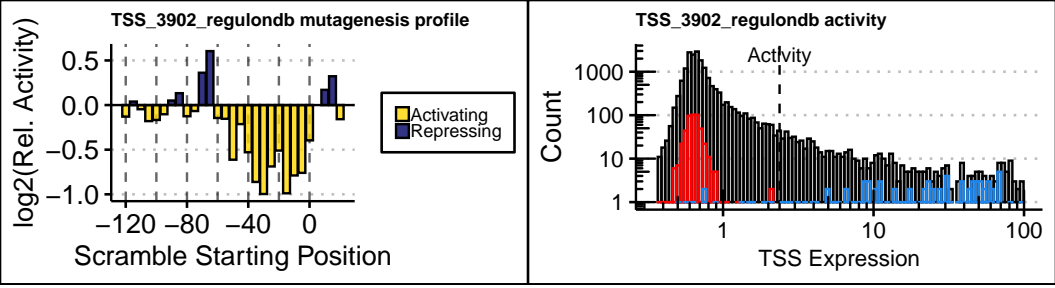 TSS_3902_regulondb mutagenesis profile
log2(Rel. Activity)
0.5
0.0
−0.5
−1.0
−120 −80 −40 0
Scramble Starting Position
Activating
Repressing
TSS_3902_regulondb activity
Activity
Count
1000
100
10
1
1 10 100
TSS Expression